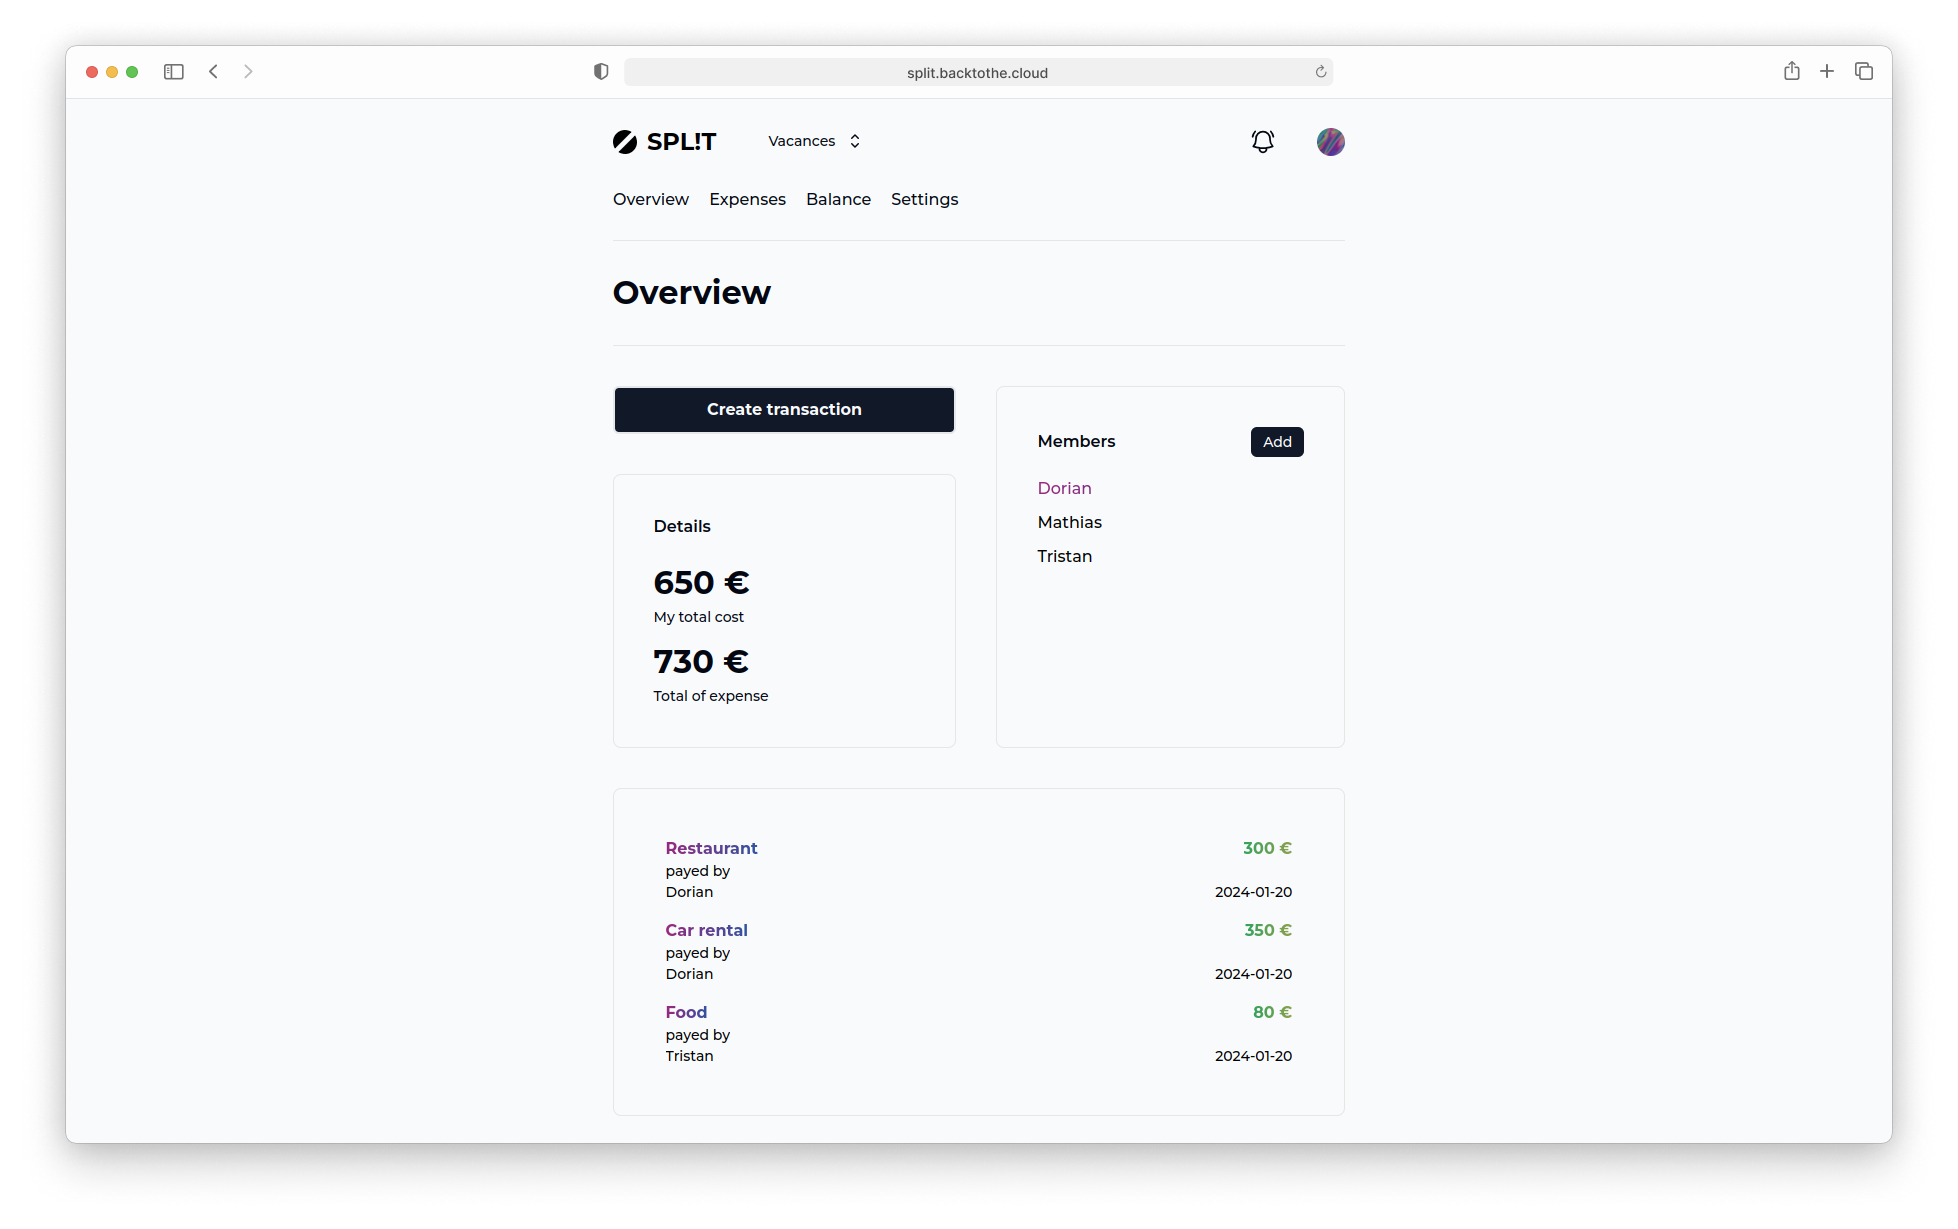 split.backtothe.cloud
SPL!T Vacances
Overview Expenses Balance Settings
Overview
Create transaction
Members Add
Dorian
Mathias
Tristan
Details
650 €
My total cost
730 €
Total of expense
Restaurant 300 €
payed by
Dorian 2024-01-20
Car rental 350 €
payed by
Dorian 2024-01-20
Food 80 €
payed by
Tristan 2024-01-20